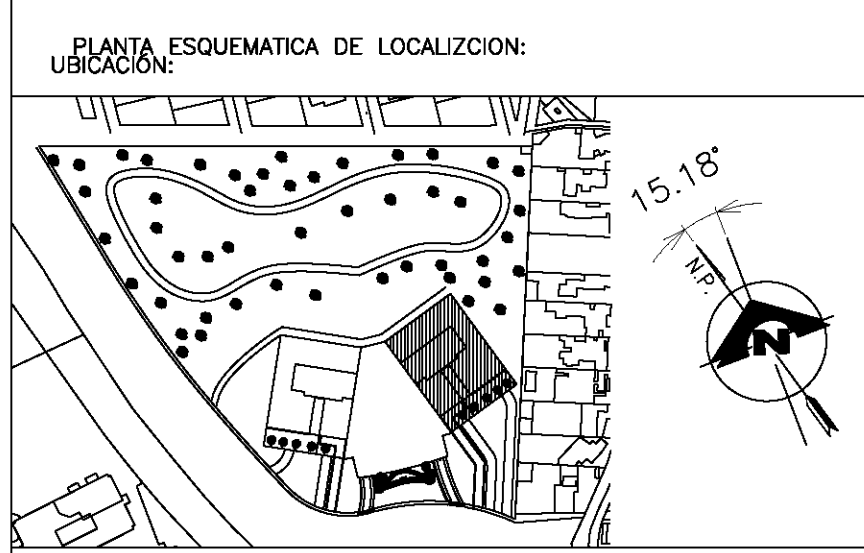 PLANTA ESQUEMATICA DE LOCALIZCION:
UBICACIÓN:
15.18°
N.P.
N